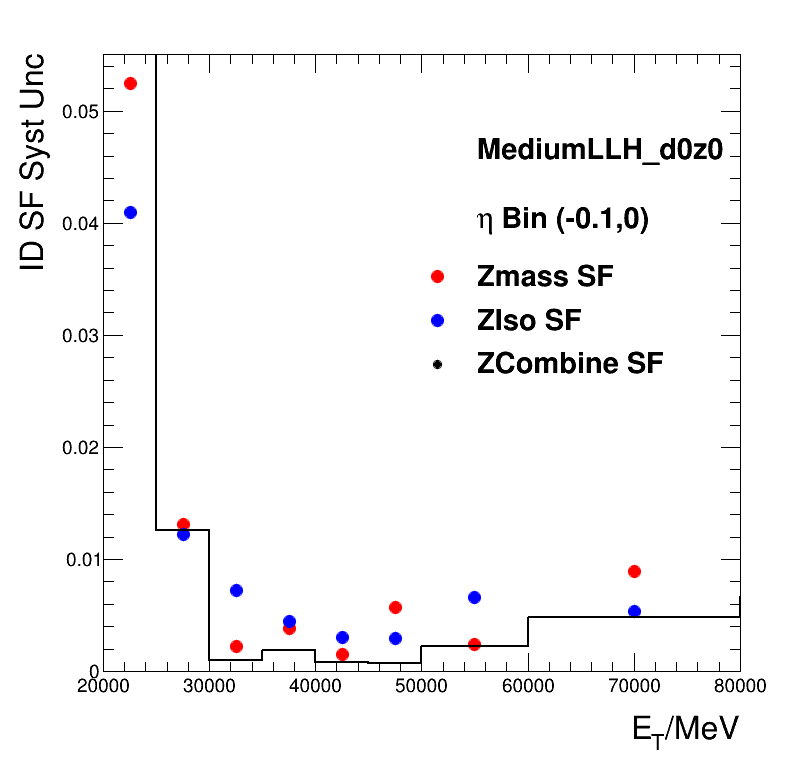 ID SF Syst Unc
0.05
0.04
0.03
0.02
0.01
0
MediumLLH_d0z0
η Bin (-0.1,0)
Zmass SF
ZIso SF
ZCombine SF
20000 30000 40000 50000 60000 70000 80000
E_T/MeV